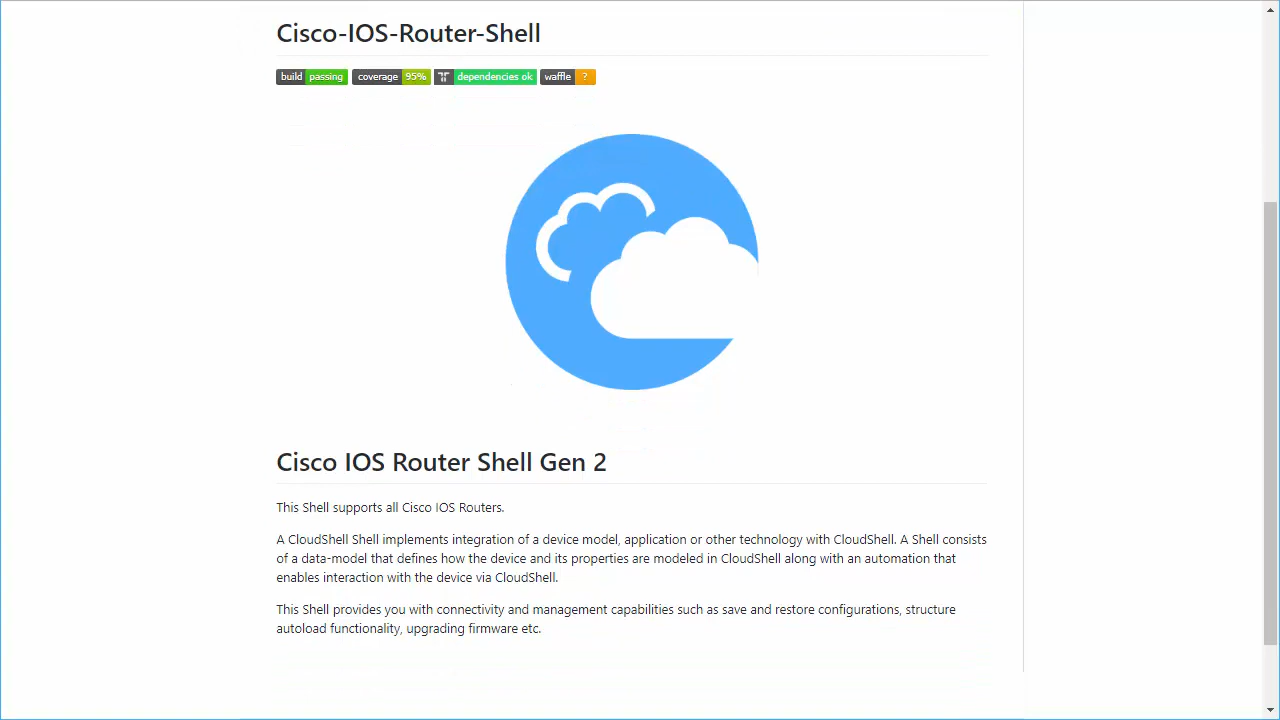 Cisco-IOS-Router-Shell
build passing coverage 95% dependencies ok waffle ?
Cisco IOS Router Shell Gen 2
This Shell supports all Cisco IOS Routers.
A CloudShell Shell implements integration of a device model, application or other technology with CloudShell. A Shell consists
of a data-model that defines how the device and its properties are modeled in CloudShell along with an automation that
enables interaction with the device via CloudShell.
This Shell provides you with connectivity and management capabilities such as save and restore configurations, structure
autoload functionality, upgrading firmware etc.